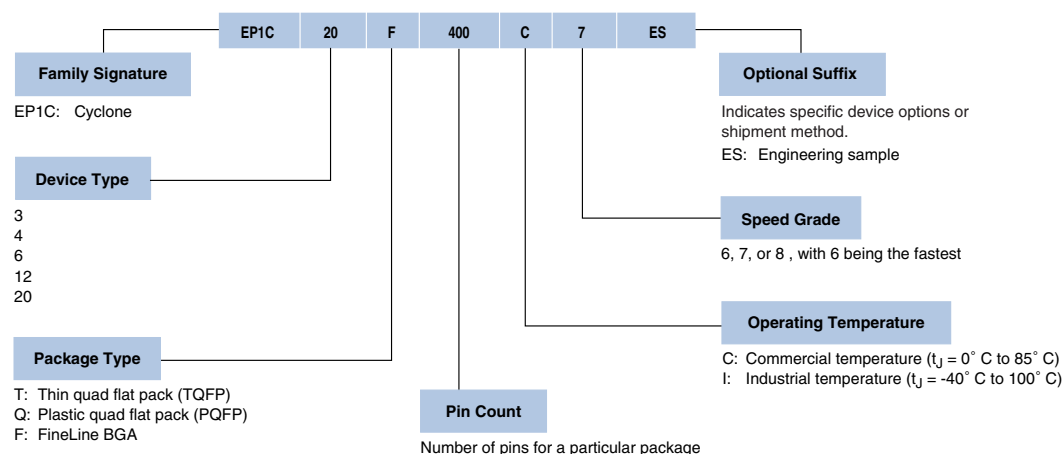 EP1C 20 F 400 C 7 ES
Family Signature
EP1C: Cyclone
Device Type
3
4
6
12
20
Package Type
T: Thin quad flat pack (TQFP)
Q: Plastic quad flat pack (PQFP)
F: FineLine BGA
Pin Count
Number of pins for a particular package
Optional Suffix
Indicates specific device options or
shipment method.
ES: Engineering sample
Speed Grade
6, 7, or 8 , with 6 being the fastest
Operating Temperature
C: Commercial temperature (tJ = 0° C to 85° C)
I: Industrial temperature (tJ = -40° C to 100° C)